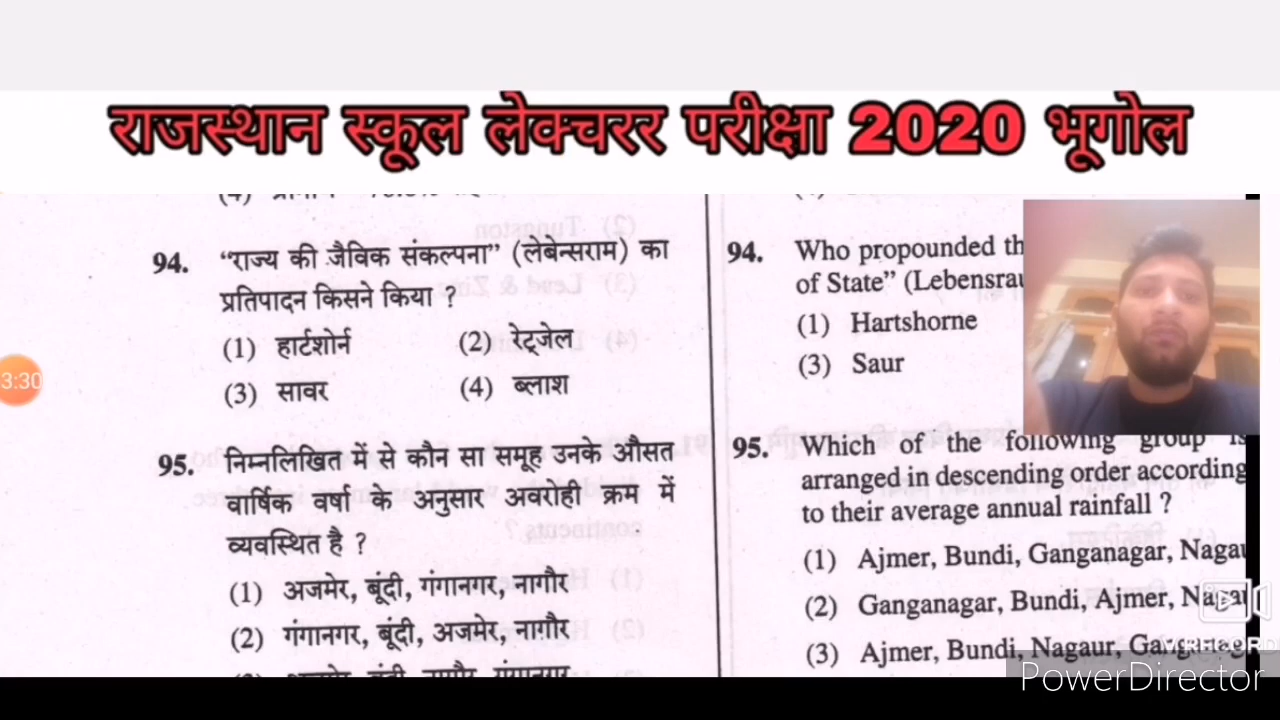 राजस्थान स्कूल लेक्चरर परीक्षा 2020 भूगोल
94. “राज्य की जैविक संकल्पना” (लेबेन्सराम) का
प्रतिपादन किसने किया ?
(1) हार्टशोर्न (2) रेट्जेल
(3) सावर (4) ब्लाश
95. निम्नलिखित में से कौन सा समूह उनके औसत
वार्षिक वर्षा के अनुसार अवरोही क्रम में
व्यवस्थित है ?
(1) अजमेर, बूंदी, गंगानगर, नागौर
(2) गंगानगर, बूंदी, अजमेर, नागौर
94. Who propounded th
of State” (Lebensrau
(1) Hartshorne
(3) Saur
95. Which of the following group is
arranged in descending order according
to their average annual rainfall ?
(1) Ajmer, Bundi, Ganganagar, Nagau
(2) Ganganagar, Bundi, Ajmer,
(3) Ajmer, Bundi, Nagaur,
3:30
VRECORD
PowerDirector